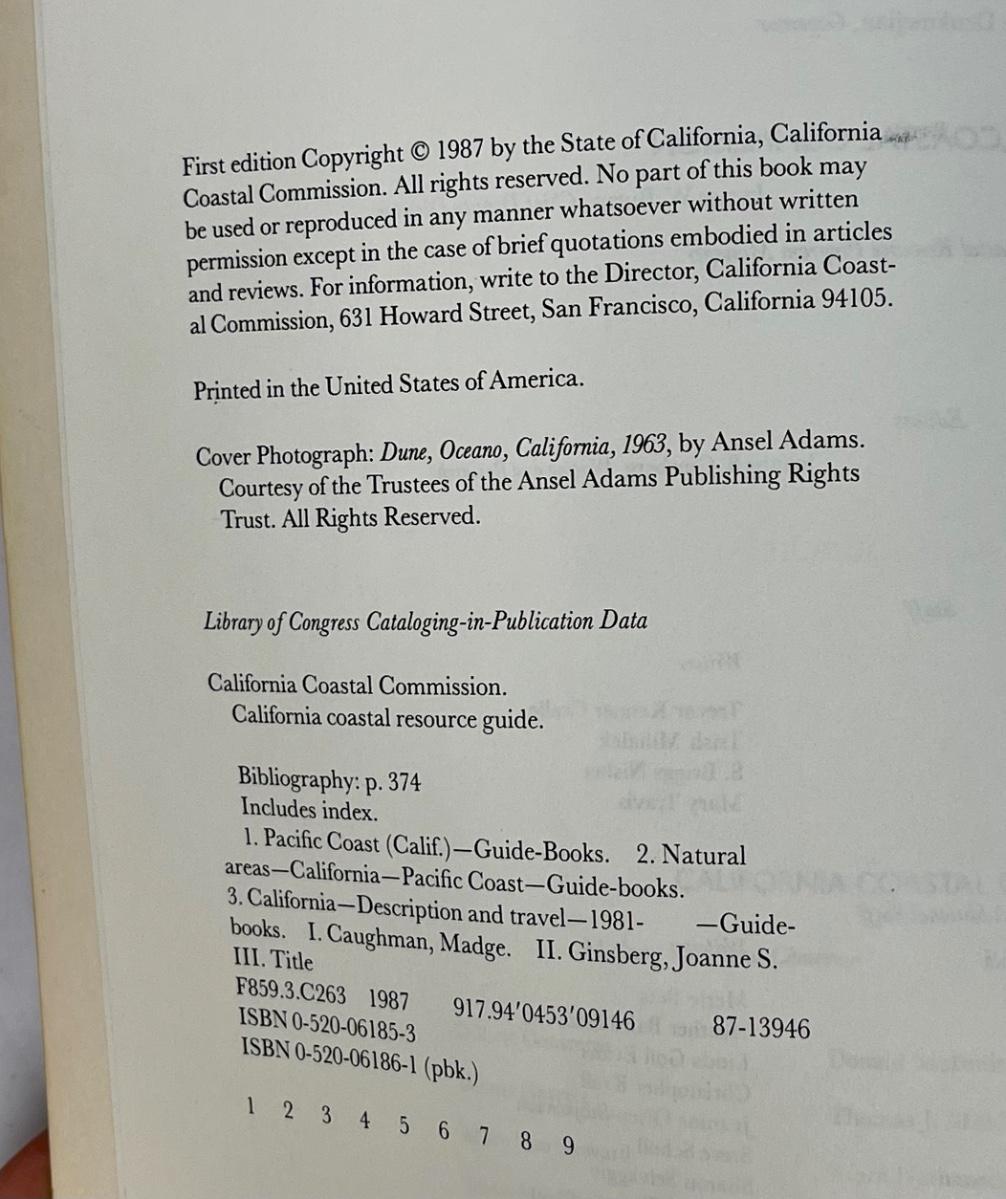 First edition Copyright © 1987 by the State of California, California
Coastal Commission. All rights reserved. No part of this book may
be used or reproduced in any manner whatsoever without written
permission except in the case of brief quotations embodied in articles
and reviews. For information, write to the Director, California Coast-
al Commission, 631 Howard Street, San Francisco, California 94105.
Printed in the United States of America.
Cover Photograph: Dune, Oceano, California, 1963, by Ansel Adams.
Courtesy of the Trustees of the Ansel Adams Publishing Rights
Trust. All Rights Reserved.
Library of Congress Cataloging-in-Publication Data
California Coastal Commission.
California coastal resource guide.
Bibliography: p. 374
Includes index.
1. Pacific Coast (Calif.)—Guide-Books. 2. Natural
areas—California—Pacific Coast—Guide-books.
3. California—Description and travel—1981- —Guide-
books. I. Caughman, Madge. II. Ginsberg, Joanne S.
III. Title
F859.3.C263 1987 917.94′0453′09146 87-13946
ISBN 0-520-06185-3
ISBN 0-520-06186-1 (pbk.)
1 2 3 4 5 6 7 8 9